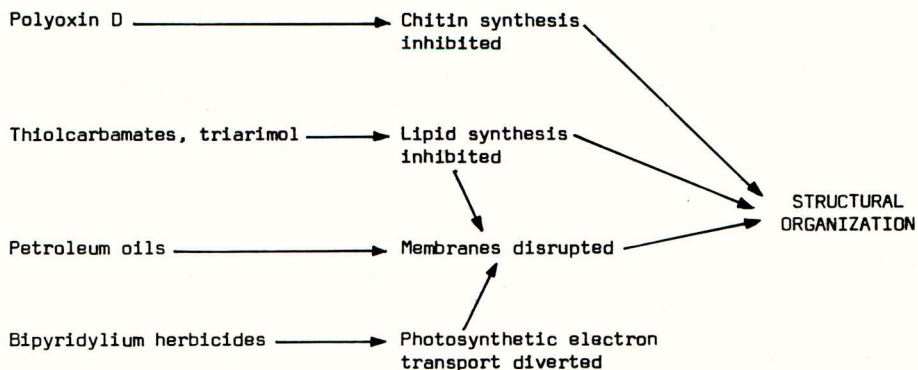 Polyoxin D
Chitin synthesis
inhibited
Thiolcarbamates, triarimol
Lipid synthesis
inhibited
STRUCTURAL
ORGANIZATION
Petroleum oils
Membranes disrupted
Bipyridylium herbicides
Photosynthetic electron
transport diverted